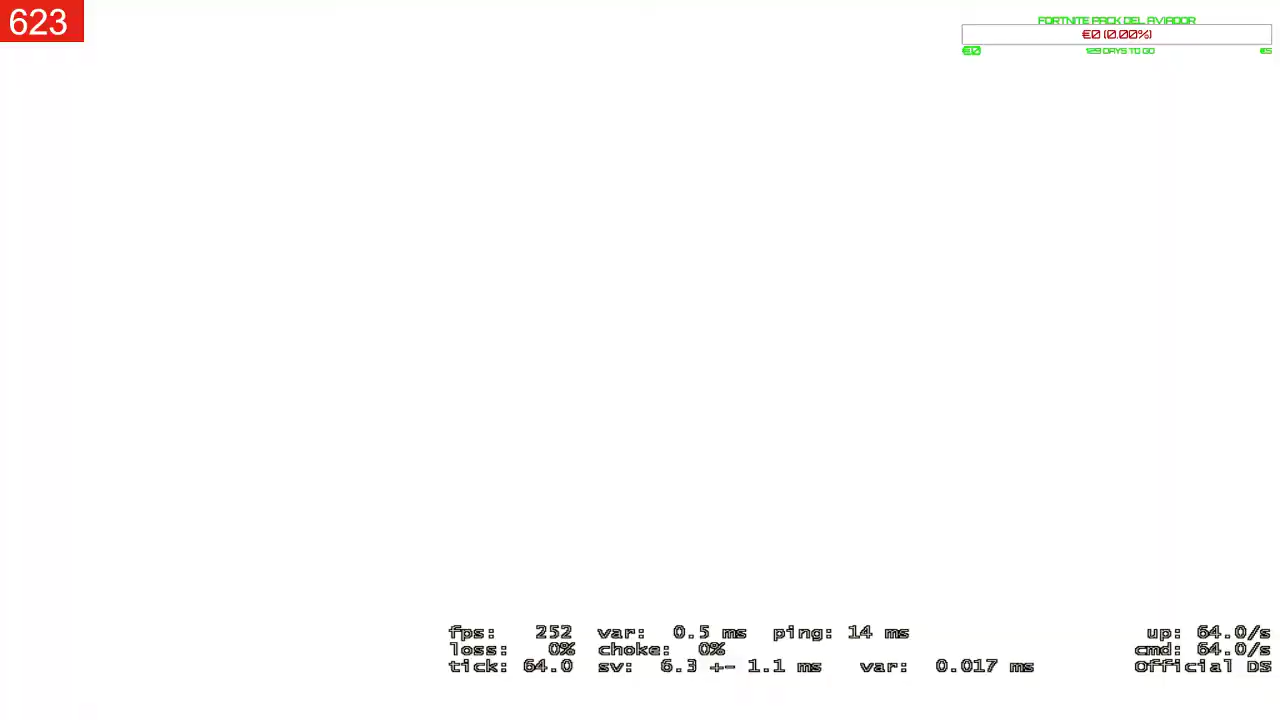 623
FORTNITE PACK DEL AVIADOR
€0 (0.00%)
€0 129 DAYS TO GO €5
fps: 252 var: 0.5 ms ping: 14 ms up: 64.0/s
loss: 0% choke: 0% cmd: 64.0/s
tick: 64.0 sv: 6.3 +- 1.1 ms var: 0.017 ms Official DS